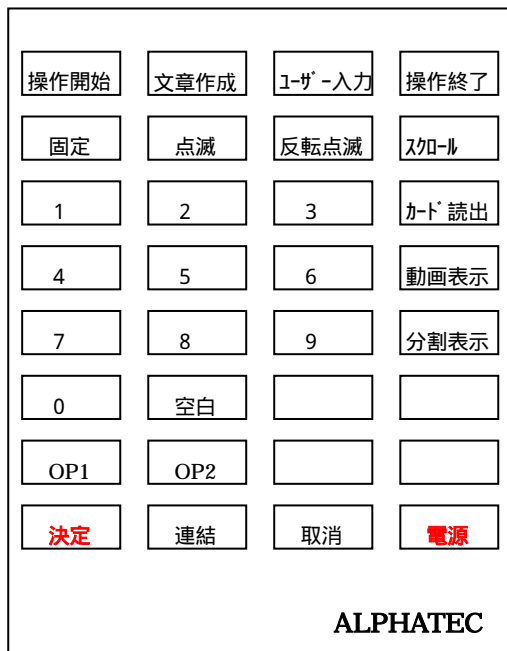 操作開始 文章作成 ﾕｰｻﾞｰ入力 操作終了
固定 点滅 反転点滅 ｽｸﾛｰﾙ
1 2 3 ｶｰﾄﾞ読出
4 5 6 動画表示
7 8 9 分割表示
0 空白
OP1 OP2
決定 連結 取消 電源
ALPHATEC